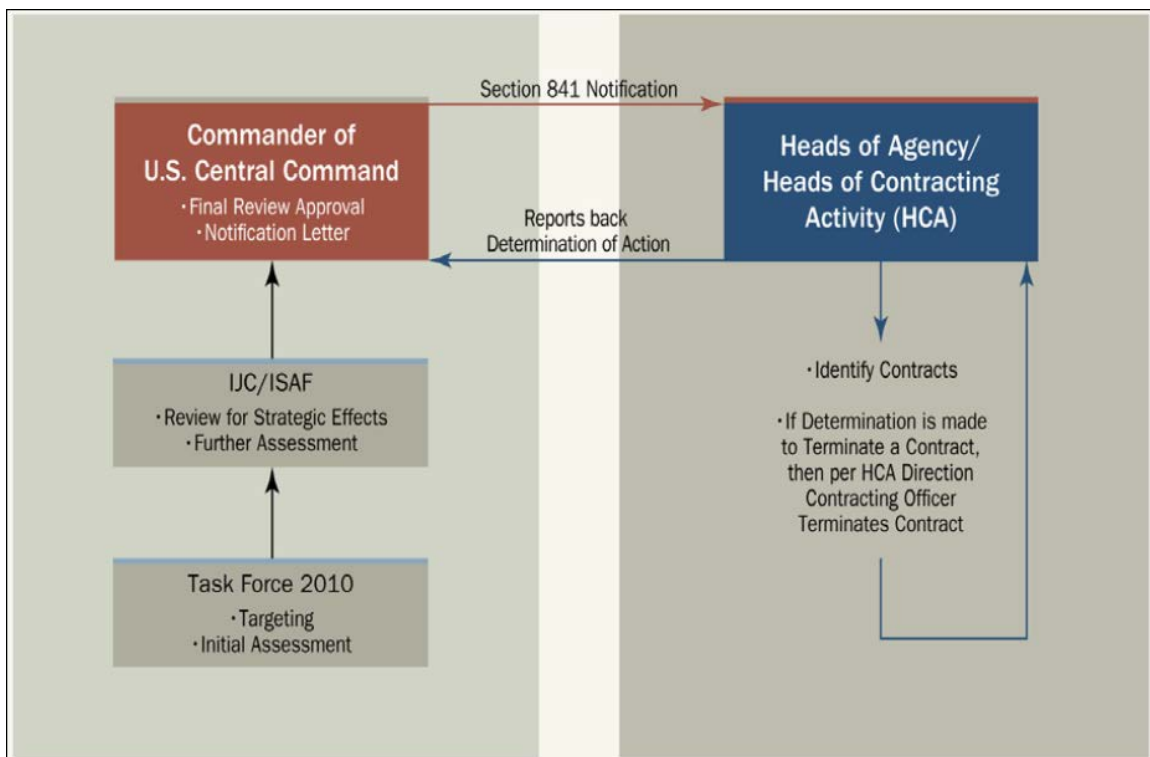 Section 841 Notification
Commander of
U.S. Central Command
· Final Review Approval
· Notification Letter
Heads of Agency/
Heads of Contracting
Activity (HCA)
Reports back
Determination of Action
IJC/ISAF
· Review for Strategic Effects
· Further Assessment
Task Force 2010
· Targeting
· Initial Assessment
· Identify Contracts
· If Determination is made
to Terminate a Contract,
then per HCA Direction
Contracting Officer
Terminates Contract